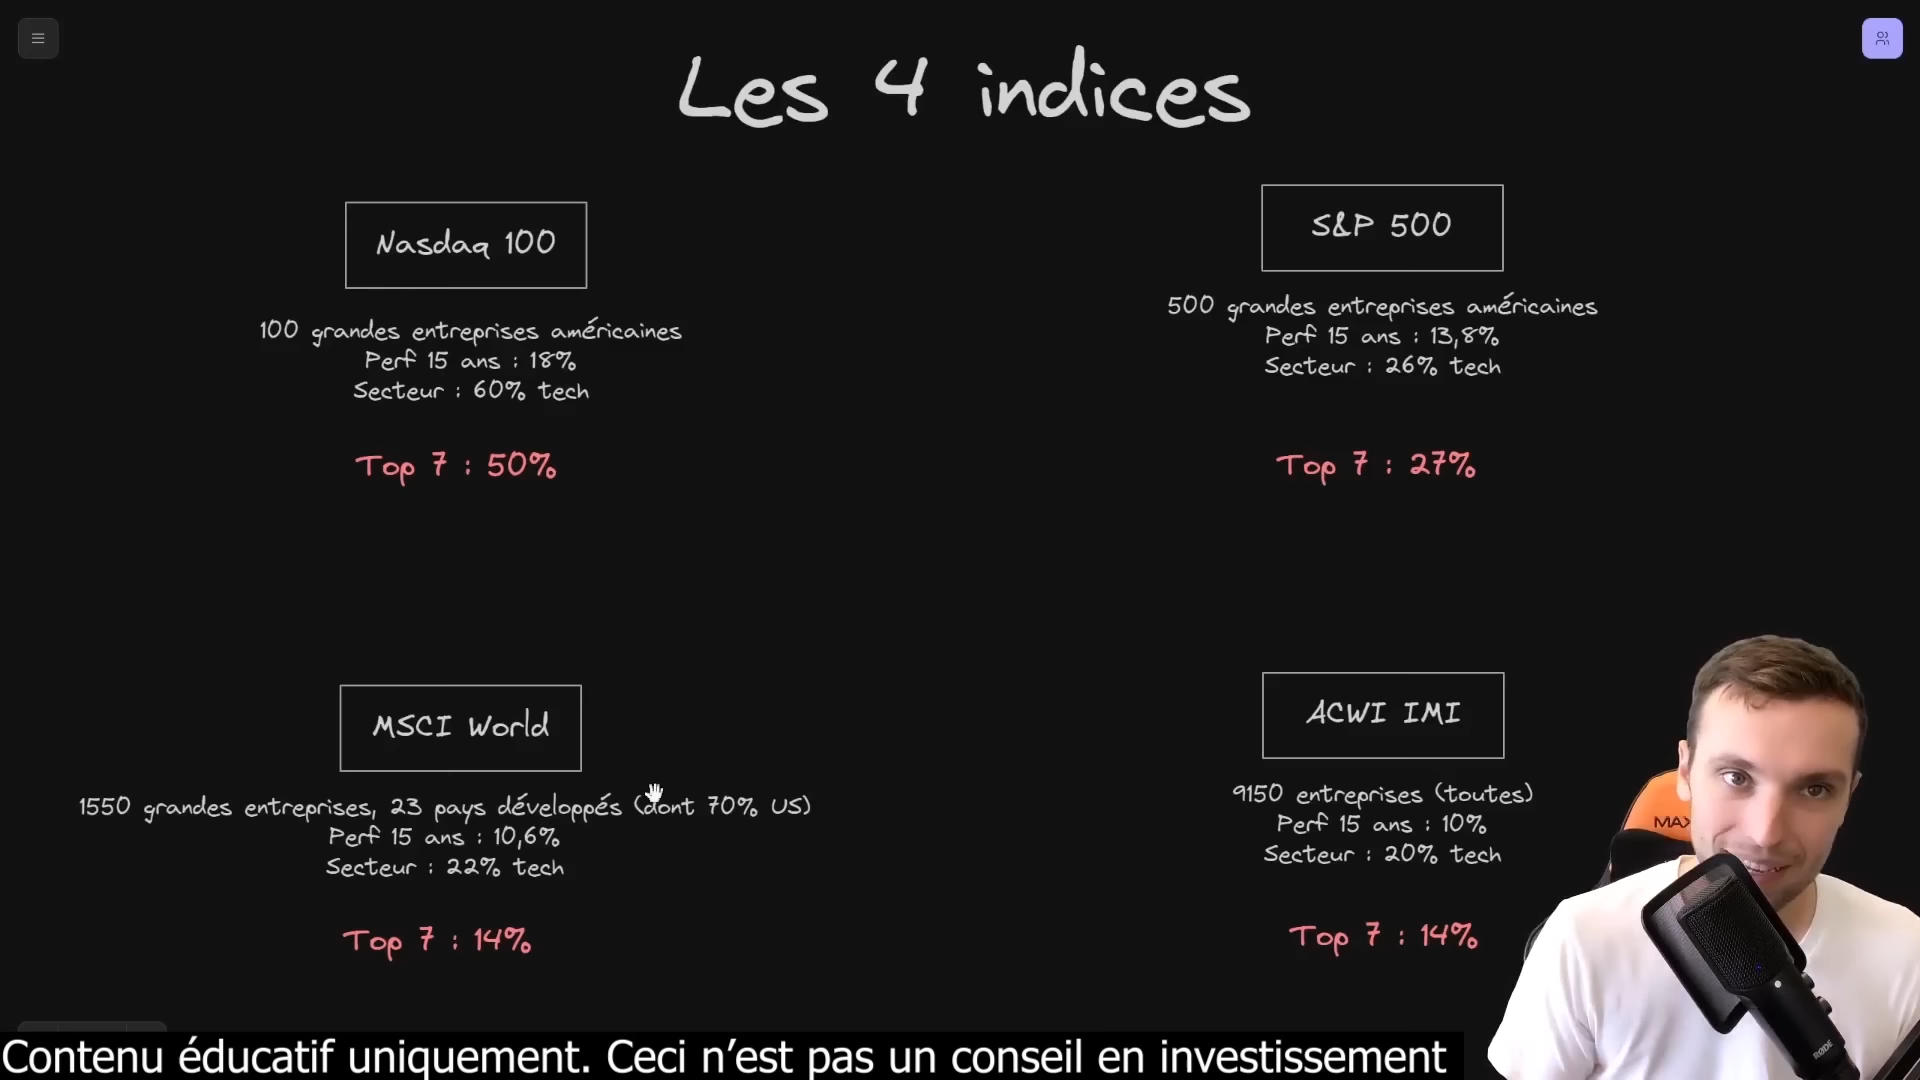 Les 4 indices
Nasdaq 100
100 grandes entreprises américaines
Perf 15 ans : 18%
Secteur : 60% tech
Top 7 : 50%
S&P 500
500 grandes entreprises américaines
Perf 15 ans : 13,8%
Secteur : 26% tech
Top 7 : 27%
MSCI World
1550 grandes entreprises, 23 pays développés (dont 70% US)
Perf 15 ans : 10,6%
Secteur : 22% tech
Top 7 : 14%
ACWI IMI
9150 entreprises (toutes)
Perf 15 ans : 10%
Secteur : 20% tech
Top 7 : 14%
MAX
RØDE
Contenu éducatif uniquement. Ceci n’est pas un conseil en investissement